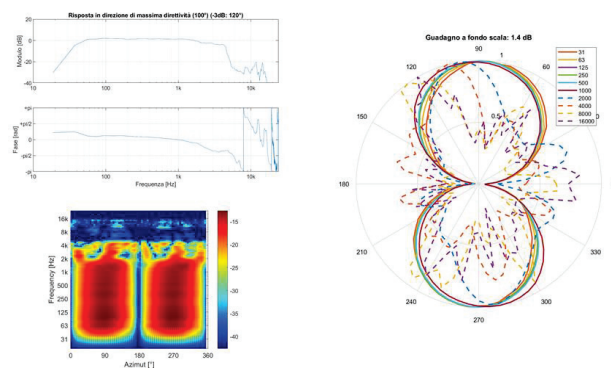 Risposta in direzione di massima direttività (100°) (-3dB: 120°)
Modulo [dB]
20
0
-20
-40
10
100
1k
10k
Fase [rad]
+pi
+pi/2
0
-pi/2
-pi
10
100
1k
10k
Frequenza [Hz]
Frequency [Hz]
16k
8k
4k
2k
1k
500
250
125
63
31
0
90
180
270
360
Azimut [°]
-15
-20
-25
-30
-35
-40
Guadagno a fondo scala: 1.4 dB
90
60
120
150
180
210
240
270
300
330
0
1
0.5
31
63
125
250
500
1000
2000
4000
8000
16000